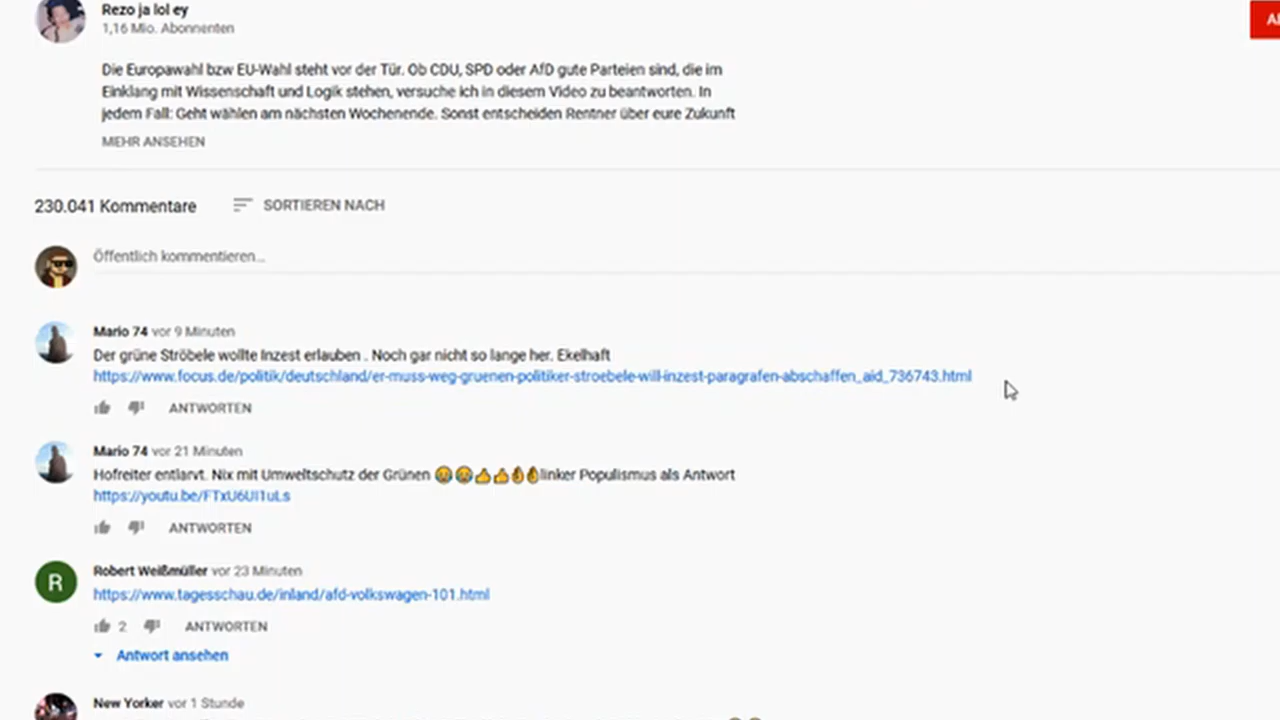 Rezo ja lol ey
1,16 Mio. Abonnenten
Die Europawahl bzw EU-Wahl steht vor der Tür. Ob CDU, SPD oder AfD gute Parteien sind, die im
Einklang mit Wissenschaft und Logik stehen, versuche ich in diesem Video zu beantworten. In
jedem Fall: Geht wählen am nächsten Wochenende. Sonst entscheiden Rentner über eure Zukunft
MEHR ANSEHEN
230.041 Kommentare SORTIEREN NACH
Öffentlich kommentieren...
Mario 74 vor 9 Minuten
Der grüne Ströbele wollte Inzest erlauben . Noch gar nicht so lange her. Ekelhaft
https://www.focus.de/politik/deutschland/er-muss-weg-gruenen-politiker-stroebele-will-inzest-paragrafen-abschaffen_aid_736743.html
ANTWORTEN
Mario 74 vor 21 Minuten
Hofreiter entlarvt. Nix mit Umweltschutz der Grünen 😂😂👍👍👌👌linker Populismus als Antwort
https://youtu.be/FTxU6UI1uLs
ANTWORTEN
R
Robert Weißmüller vor 23 Minuten
https://www.tagesschau.de/inland/afd-volkswagen-101.html
2 ANTWORTEN
Antwort ansehen
New Yorker vor 1 Stunde